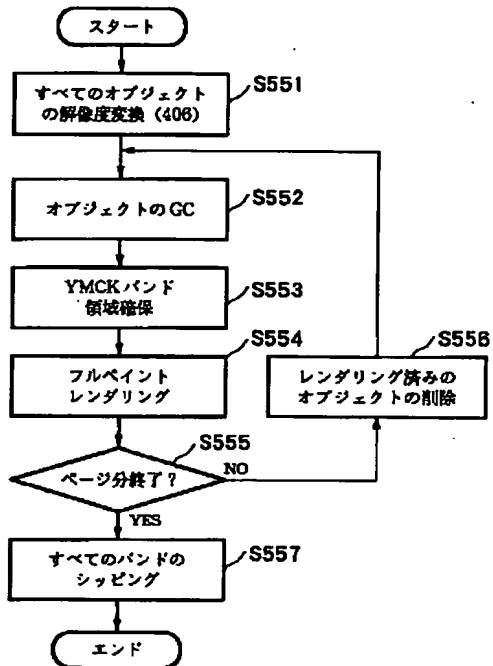 スタート
すべてのオブジェクト
の解像度変換（406）
S551
オブジェクトのGC
S552
YMCKバンド
領域確保
S553
フルペイント
レンダリング
S554
ページ分終了？
S555
NO
レンダリング済みの
オブジェクトの削除
S556
YES
すべてのバンドの
シッピング
S557
エンド